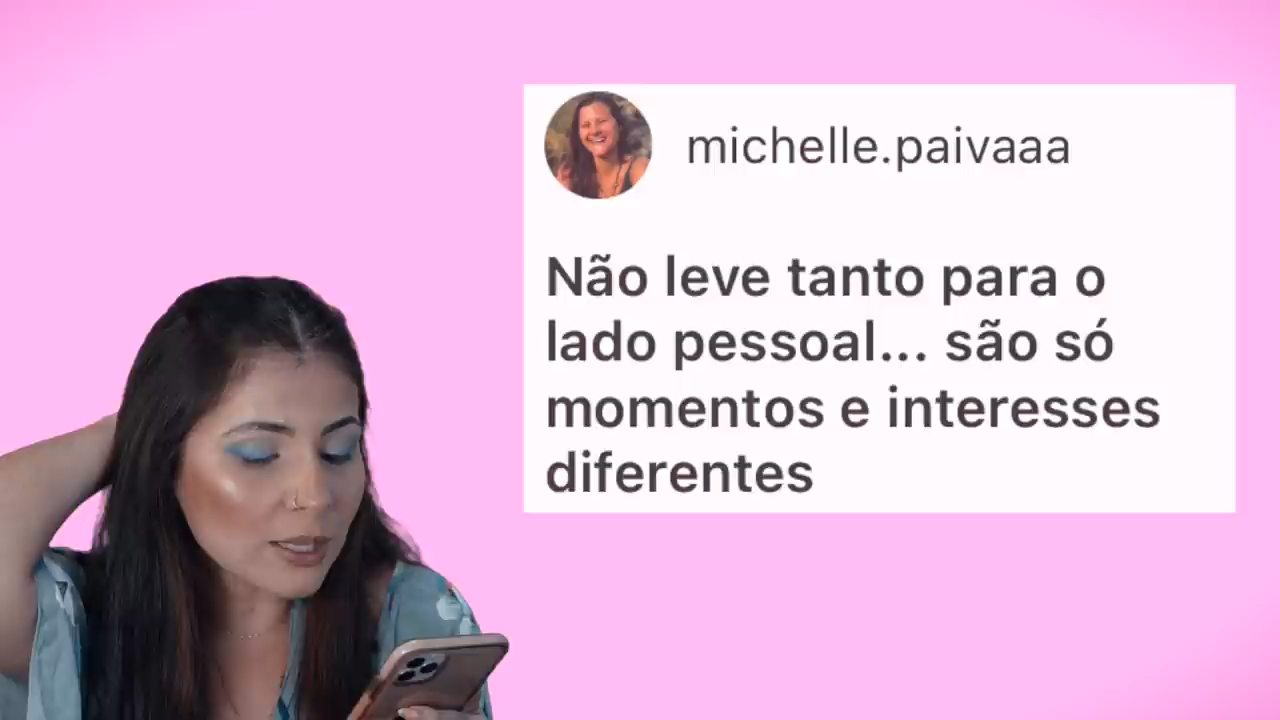 michelle.paivaaa
Não leve tanto para o
lado pessoal... são só
momentos e interesses
diferentes